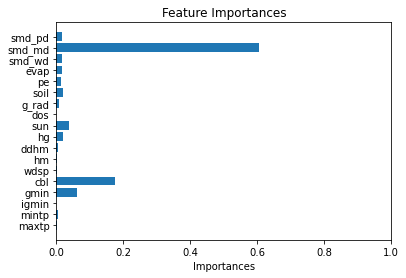 Feature Importances
smd_pd
smd_md
smd_wd
evap
pe
soil
g_rad
dos
sun
hg
ddhm
hm
wdsp
cbl
gmin
igmin
mintp
maxtp
0.0 0.2 0.4 0.6 0.8 1.0
Importances